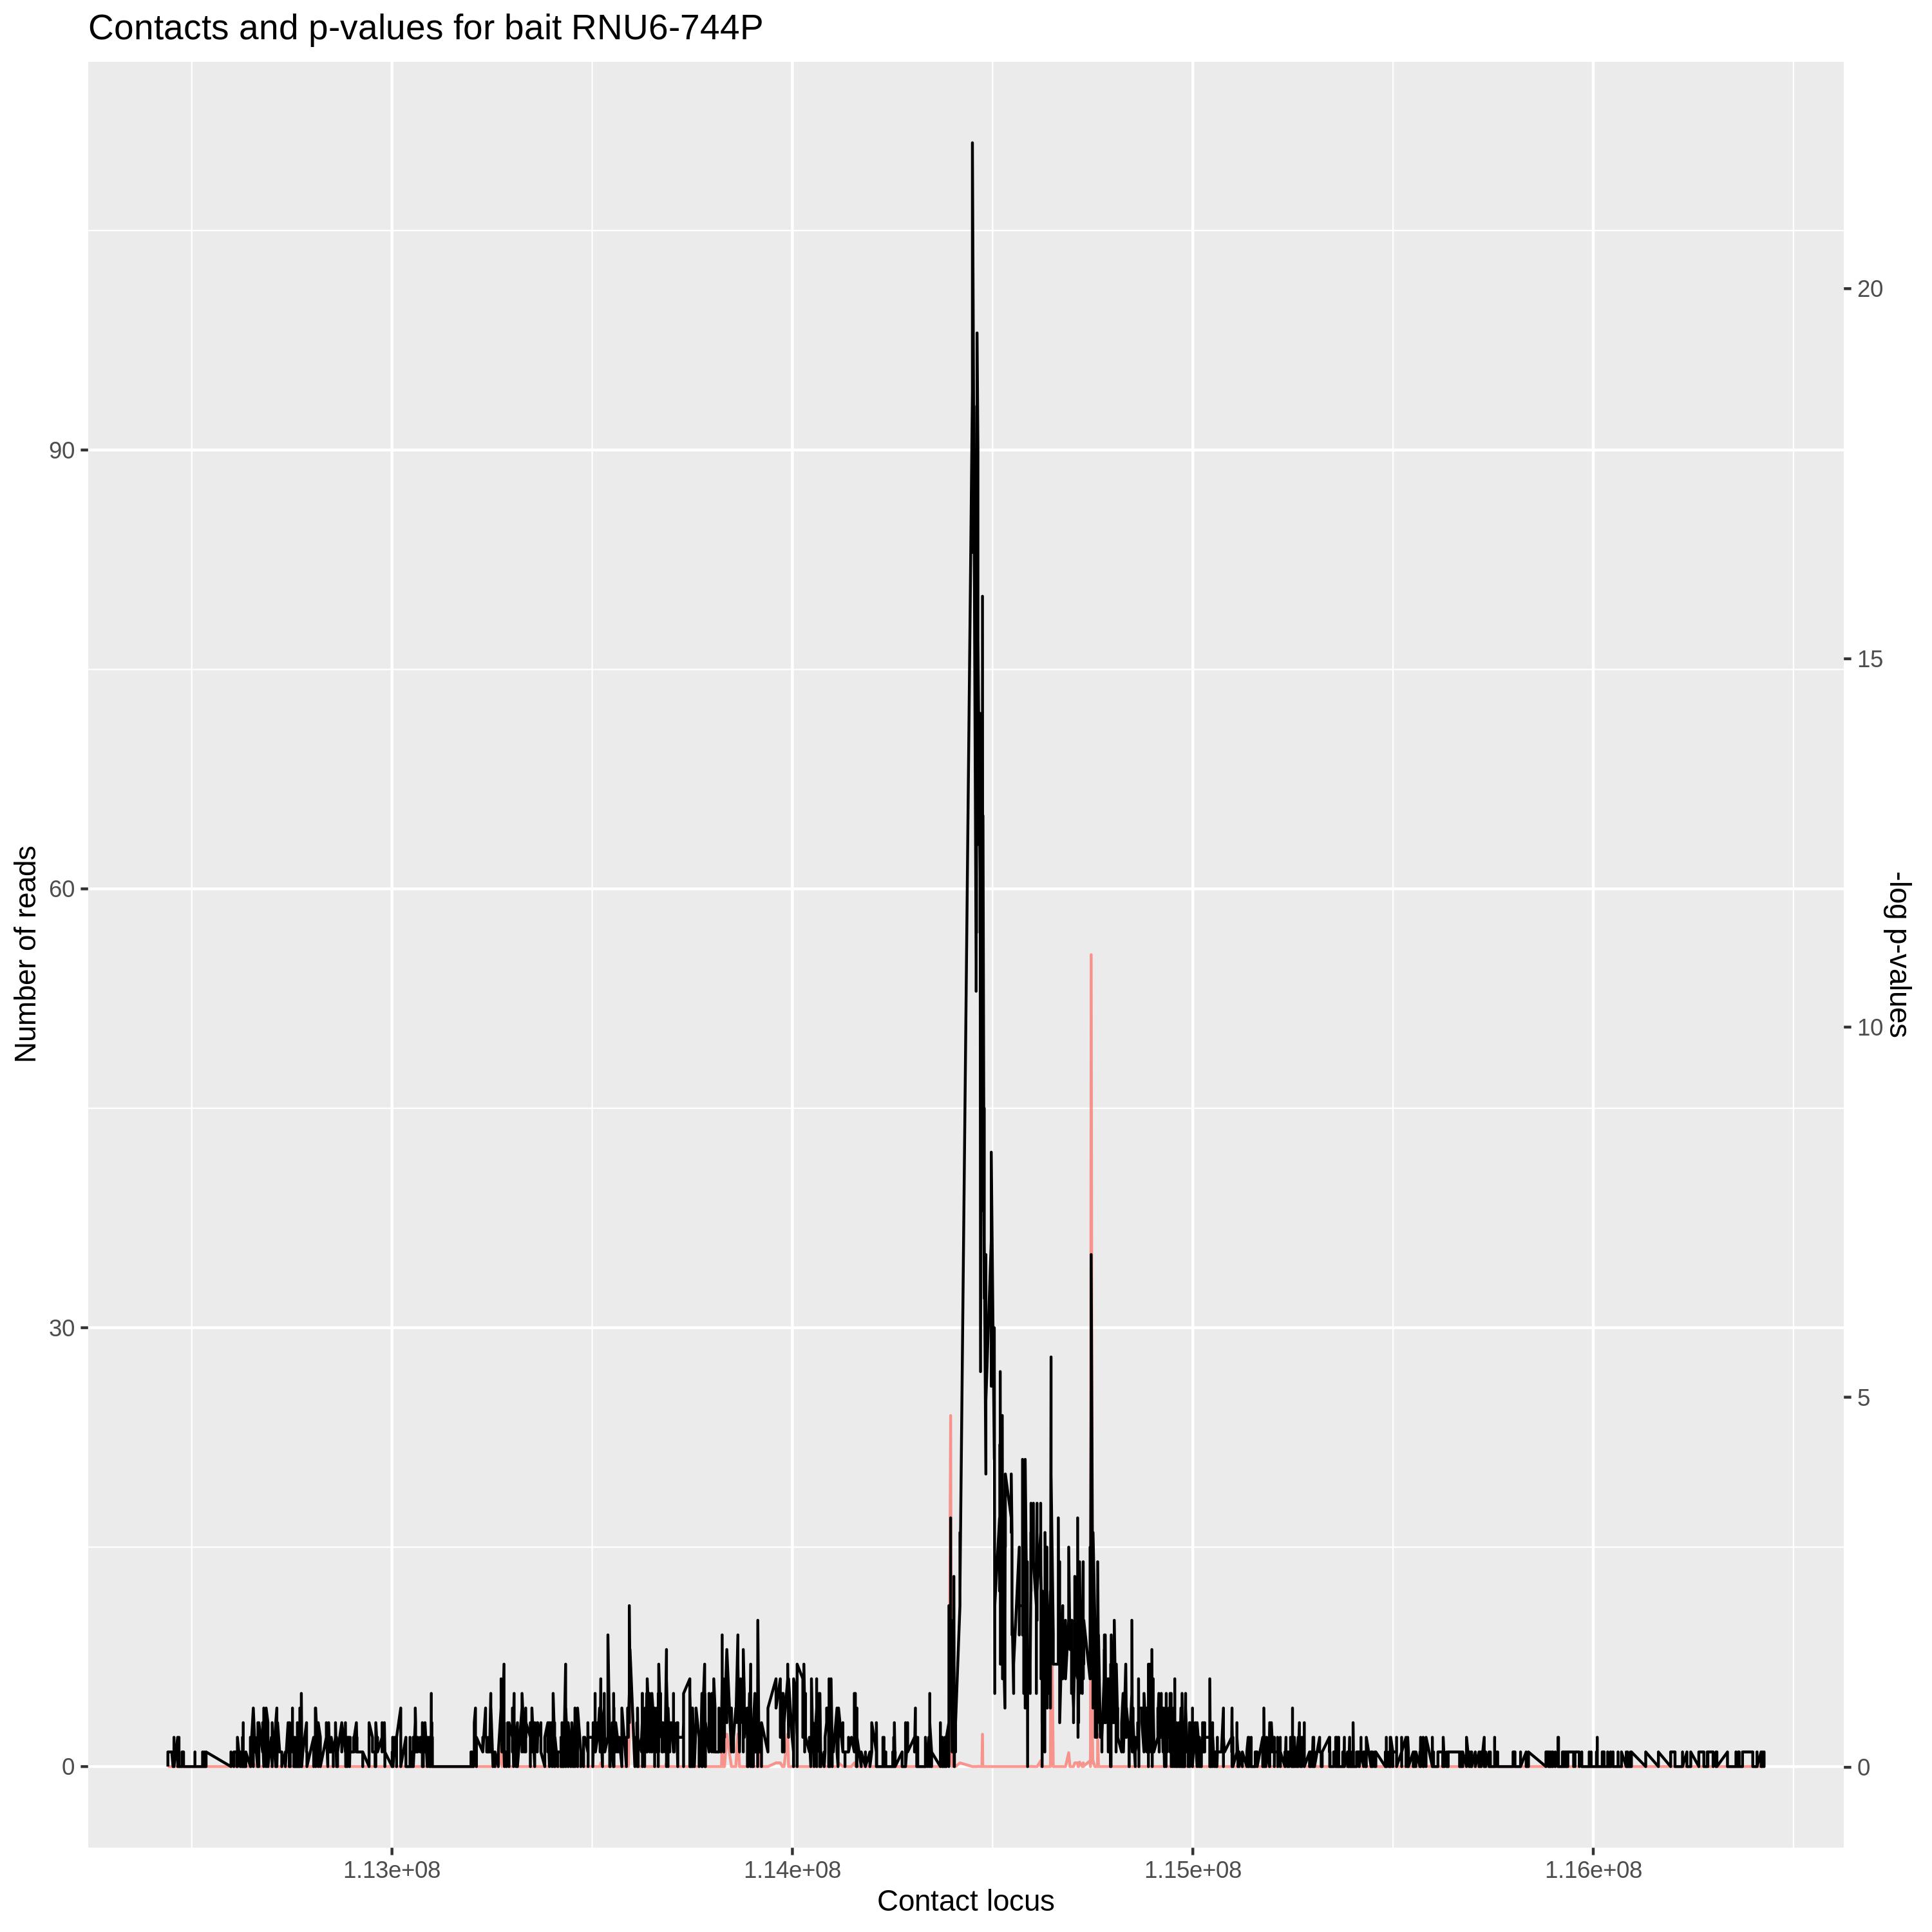 Contacts and p-values for bait RNU6-744P
90
60
30
0
Number of reads
20
15
10
5
0
-log p-values
1.13e+08
1.14e+08
1.15e+08
1.16e+08
Contact locus